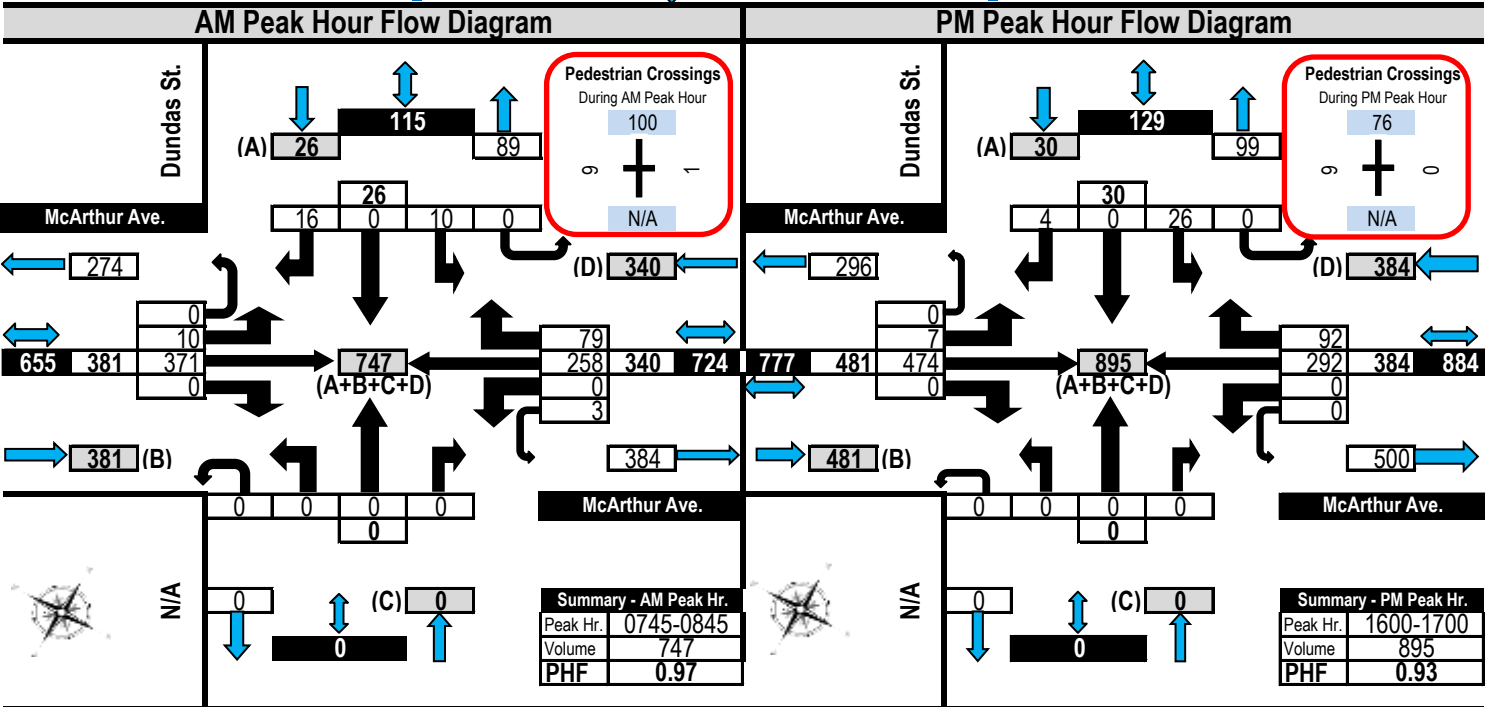 AM Peak Hour Flow Diagram
Dundas St.
McArthur Ave.
115
(A) 26
89
Pedestrian Crossings
During AM Peak Hour
100
9
1
N/A
26
16 0 10 0
274
(D) 340
0
10
655 381 371
0
747
(A+B+C+D)
79
258 340 724
0
3
381 (B)
384
0 0 0 0
0
McArthur Ave.
N/A
0
(C) 0
0
Summary - AM Peak Hr.
Peak Hr. 0745-0845
Volume 747
PHF 0.97
PM Peak Hour Flow Diagram
Dundas St.
McArthur Ave.
129
(A) 30
99
Pedestrian Crossings
During PM Peak Hour
76
9
0
N/A
30
4 0 26 0
296
(D) 384
0
7
777 481 474
0
895
(A+B+C+D)
92
292 384 884
0
0
481 (B)
500
0 0 0 0
0
McArthur Ave.
N/A
0
(C) 0
0
Summary - PM Peak Hr.
Peak Hr. 1600-1700
Volume 895
PHF 0.93